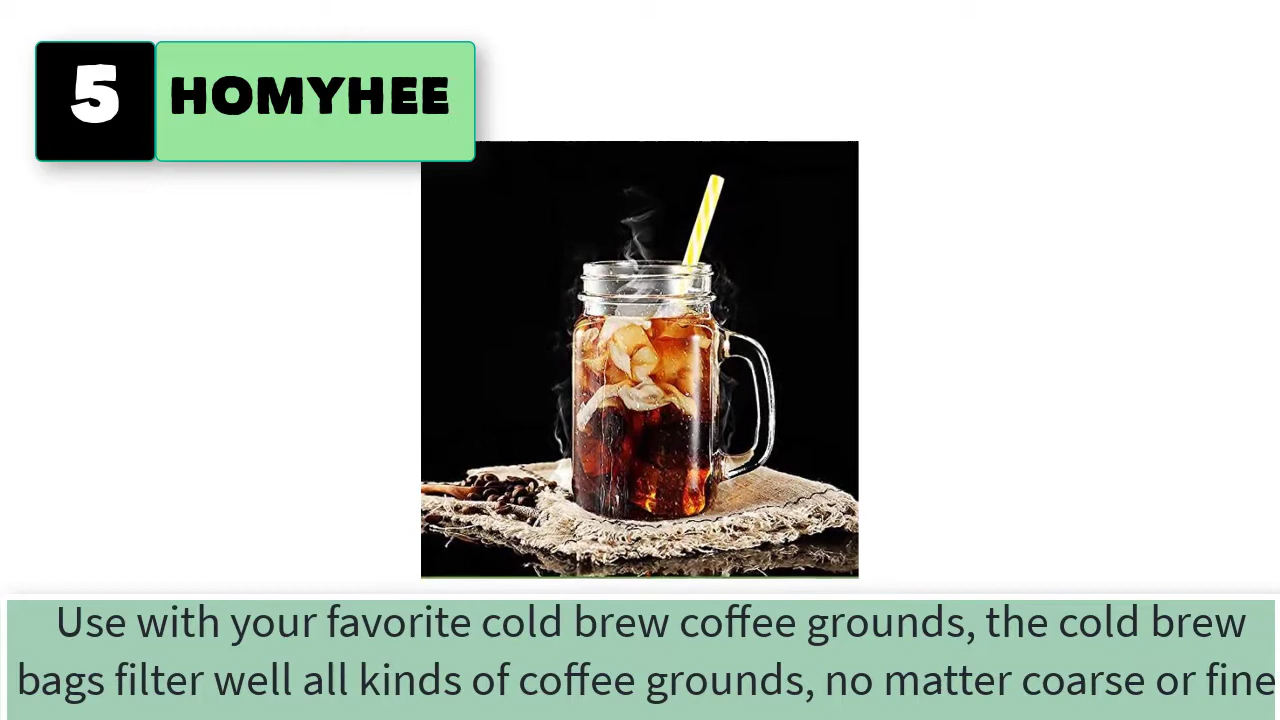 5
HOMYHEE
Use with your favorite cold brew coffee grounds, the cold brew
bags filter well all kinds of coffee grounds, no matter coarse or fine